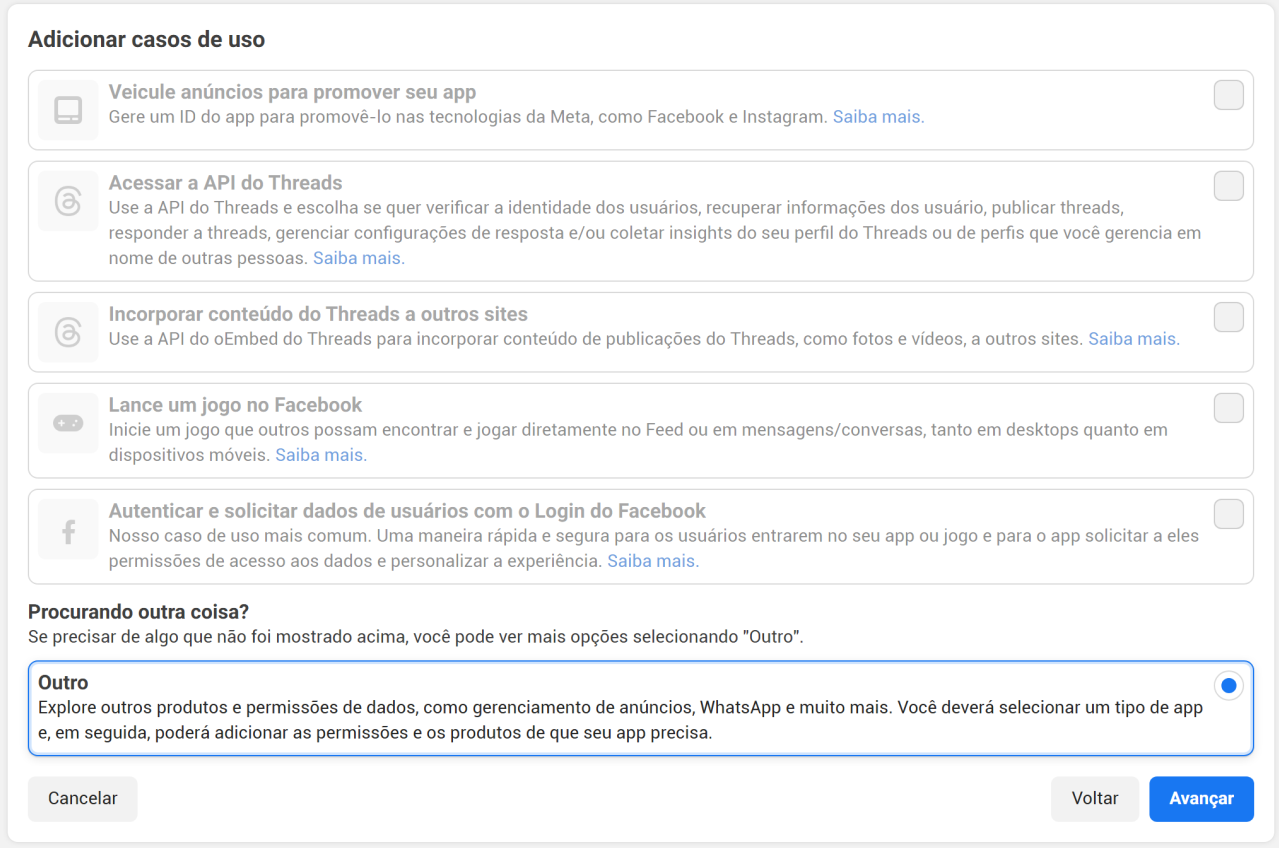 Adicionar casos de uso
Veicule anúncios para promover seu app
Gere um ID do app para promovê-lo nas tecnologias da Meta, como Facebook e Instagram. Saiba mais.
Acessar a API do Threads
Use a API do Threads e escolha se quer verificar a identidade dos usuários, recuperar informações dos usuário, publicar threads,
responder a threads, gerenciar configurações de resposta e/ou coletar insights do seu perfil do Threads ou de perfis que você gerencia em
nome de outras pessoas. Saiba mais.
Incorporar conteúdo do Threads a outros sites
Use a API do oEmbed do Threads para incorporar conteúdo de publicações do Threads, como fotos e vídeos, a outros sites. Saiba mais.
Lance um jogo no Facebook
Inicie um jogo que outros possam encontrar e jogar diretamente no Feed ou em mensagens/conversas, tanto em desktops quanto em
dispositivos móveis. Saiba mais.
Autenticar e solicitar dados de usuários com o Login do Facebook
Nosso caso de uso mais comum. Uma maneira rápida e segura para os usuários entrarem no seu app ou jogo e para o app solicitar a eles
permissões de acesso aos dados e personalizar a experiência. Saiba mais.
Procurando outra coisa?
Se precisar de algo que não foi mostrado acima, você pode ver mais opções selecionando "Outro".
Outro
Explore outros produtos e permissões de dados, como gerenciamento de anúncios, WhatsApp e muito mais. Você deverá selecionar um tipo de app
e, em seguida, poderá adicionar as permissões e os produtos de que seu app precisa.
Cancelar
Voltar
Avançar